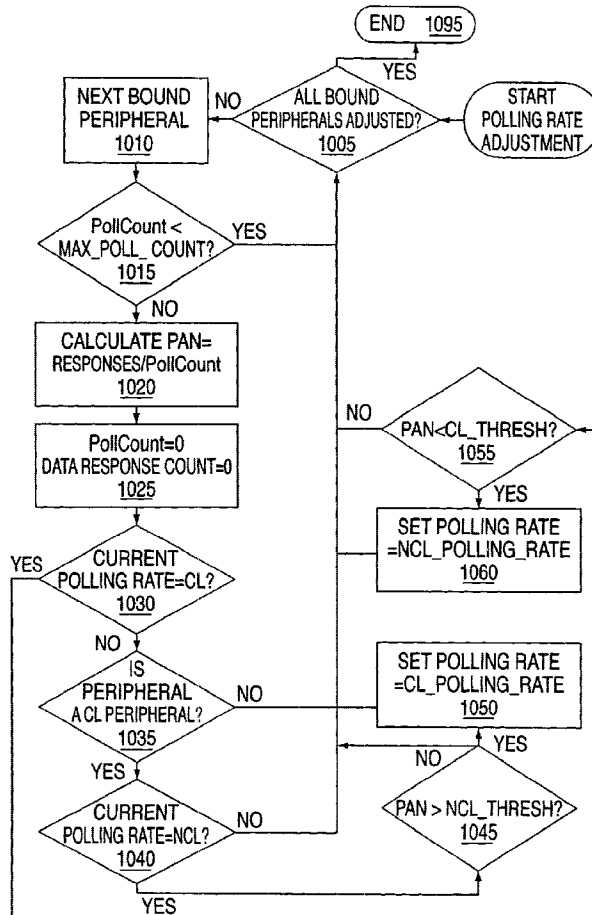 END 1095
YES
START
POLLING RATE
ADJUSTMENT
ALL BOUND
PERIPHERALS ADJUSTED?
1005
NO
NEXT BOUND
PERIPHERAL
1010
PollCount <
MAX_POLL_ COUNT?
1015
YES
NO
CALCULATE PAN=
RESPONSES/PollCount
1020
PollCount=0
DATA RESPONSE COUNT=0
1025
NO
PAN<CL_THRESH?
1055
YES
SET POLLING RATE
=NCL_POLLING_RATE
1060
YES
CURRENT
POLLING RATE=CL?
1030
NO
IS
PERIPHERAL
A CL PERIPHERAL?
1035
NO
YES
SET POLLING RATE
=CL_POLLING_RATE
1050
NO
YES
PAN > NCL_THRESH?
1045
CURRENT
POLLING RATE=NCL?
1040
NO
YES